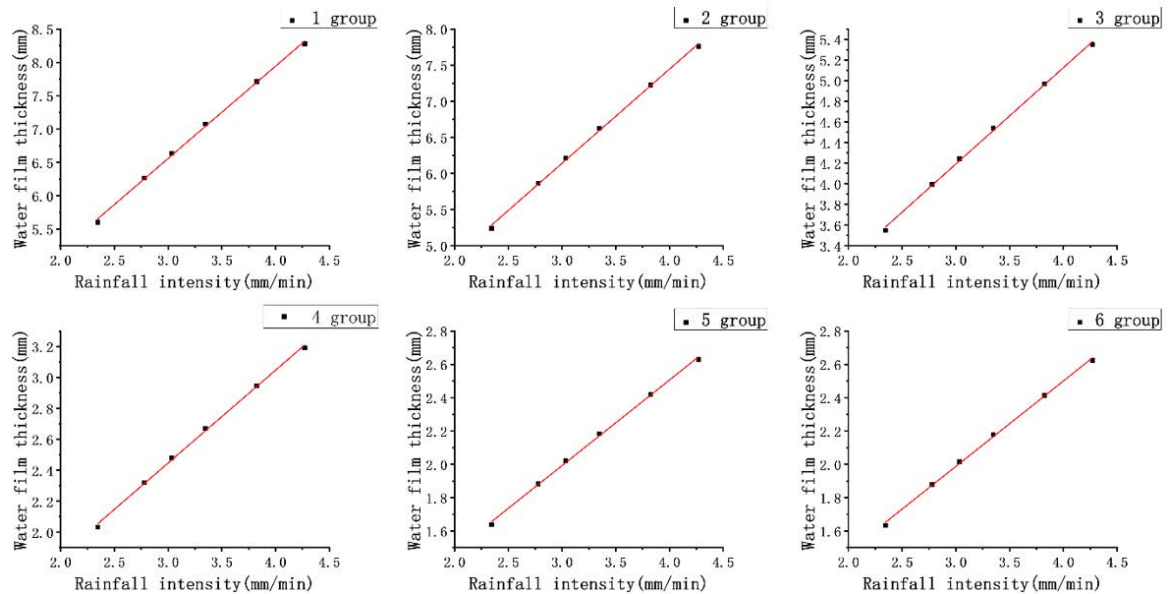 1 group
Water film thickness(mm)
8.5
8.0
7.5
7.0
6.5
6.0
5.5
2.0 2.5 3.0 3.5 4.0 4.5
Rainfall intensity(mm/min)
2 group
Water film thickness(mm)
8.0
7.5
7.0
6.5
6.0
5.5
5.0
2.0 2.5 3.0 3.5 4.0 4.5
Rainfall intensity(mm/min)
3 group
Water film thickness(mm)
5.4
5.2
5.0
4.8
4.6
4.4
4.2
4.0
3.8
3.6
3.4
2.0 2.5 3.0 3.5 4.0 4.5
Rainfall intensity(mm/min)
4 group
Water film thickness(mm)
3.2
3.0
2.8
2.6
2.4
2.2
2.0
2.0 2.5 3.0 3.5 4.0 4.5
Rainfall intensity(mm/min)
5 group
Water film thickness(mm)
2.8
2.6
2.4
2.2
2.0
1.8
1.6
2.0 2.5 3.0 3.5 4.0 4.5
Rainfall intensity(mm/min)
6 group
Water film thickness(mm)
2.8
2.6
2.4
2.2
2.0
1.8
1.6
2.0 2.5 3.0 3.5 4.0 4.5
Rainfall intensity(mm/min)